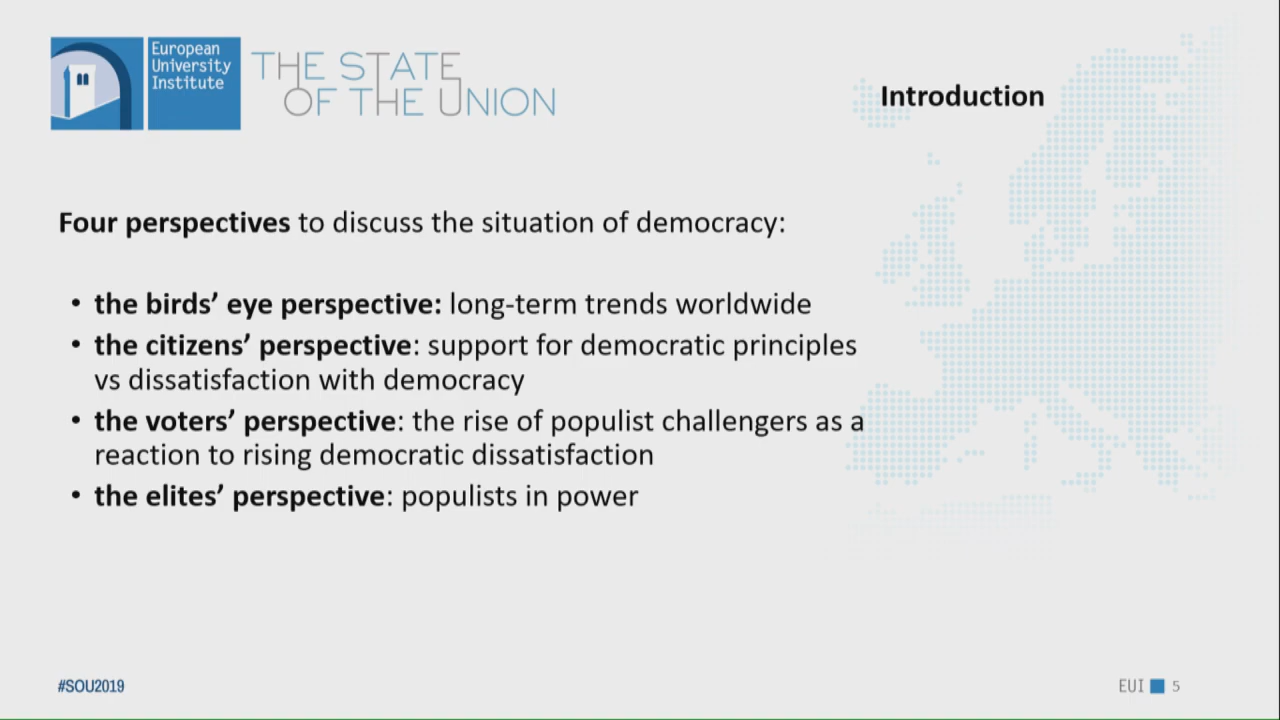 European
University
Institute
THE STATE
OF THE UNION
Introduction
Four perspectives to discuss the situation of democracy:
• the birds’ eye perspective: long-term trends worldwide
• the citizens’ perspective: support for democratic principles
vs dissatisfaction with democracy
• the voters’ perspective: the rise of populist challengers as a
reaction to rising democratic dissatisfaction
• the elites’ perspective: populists in power
#SOU2019
EUI 5